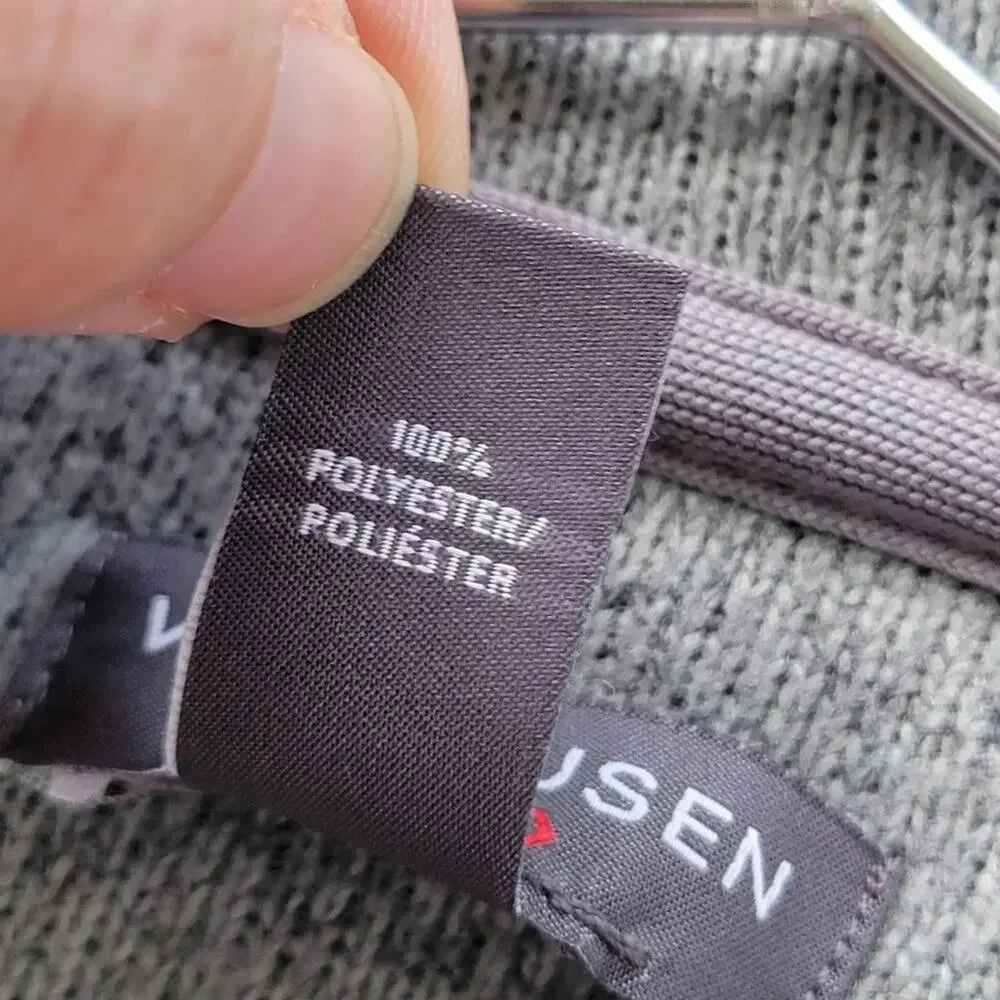 100%
POLYESTER/
POLIÉSTER
USEN